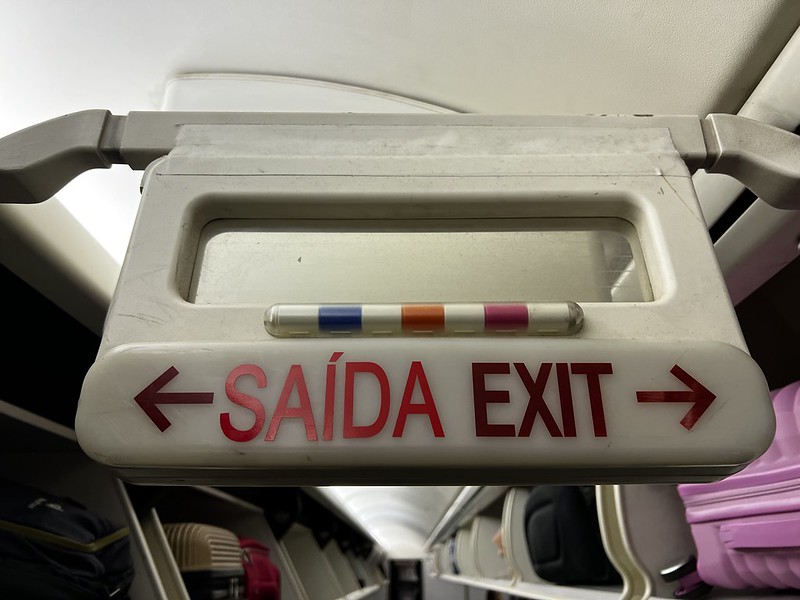 ← SAÍDA EXIT →